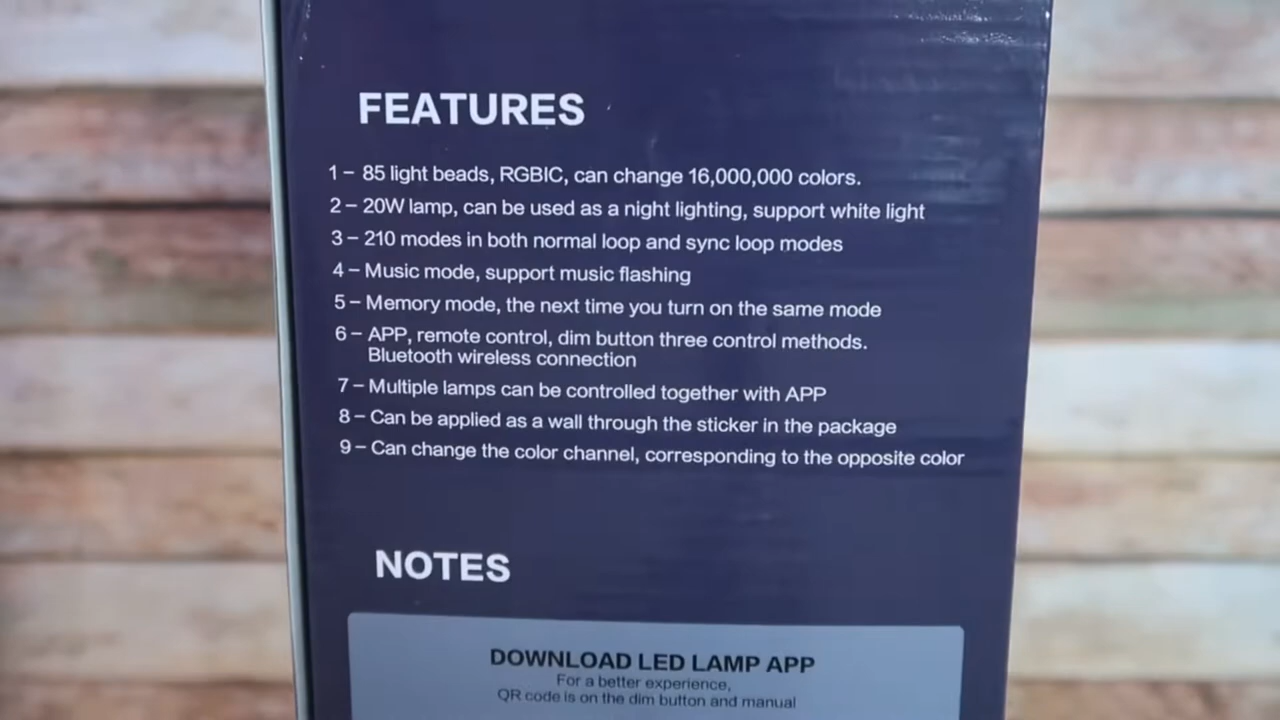 FEATURES
1 – 85 light beads, RGBIC, can change 16,000,000 colors.
2 – 20W lamp, can be used as a night lighting, support white light
3 – 210 modes in both normal loop and sync loop modes
4 – Music mode, support music flashing
5 – Memory mode, the next time you turn on the same mode
6 – APP, remote control, dim button three control methods.
Bluetooth wireless connection
7 – Multiple lamps can be controlled together with APP
8 – Can be applied as a wall through the sticker in the package
9 – Can change the color channel, corresponding to the opposite color
NOTES
DOWNLOAD LED LAMP APP
For a better experience,
QR code is on the dim button and manual